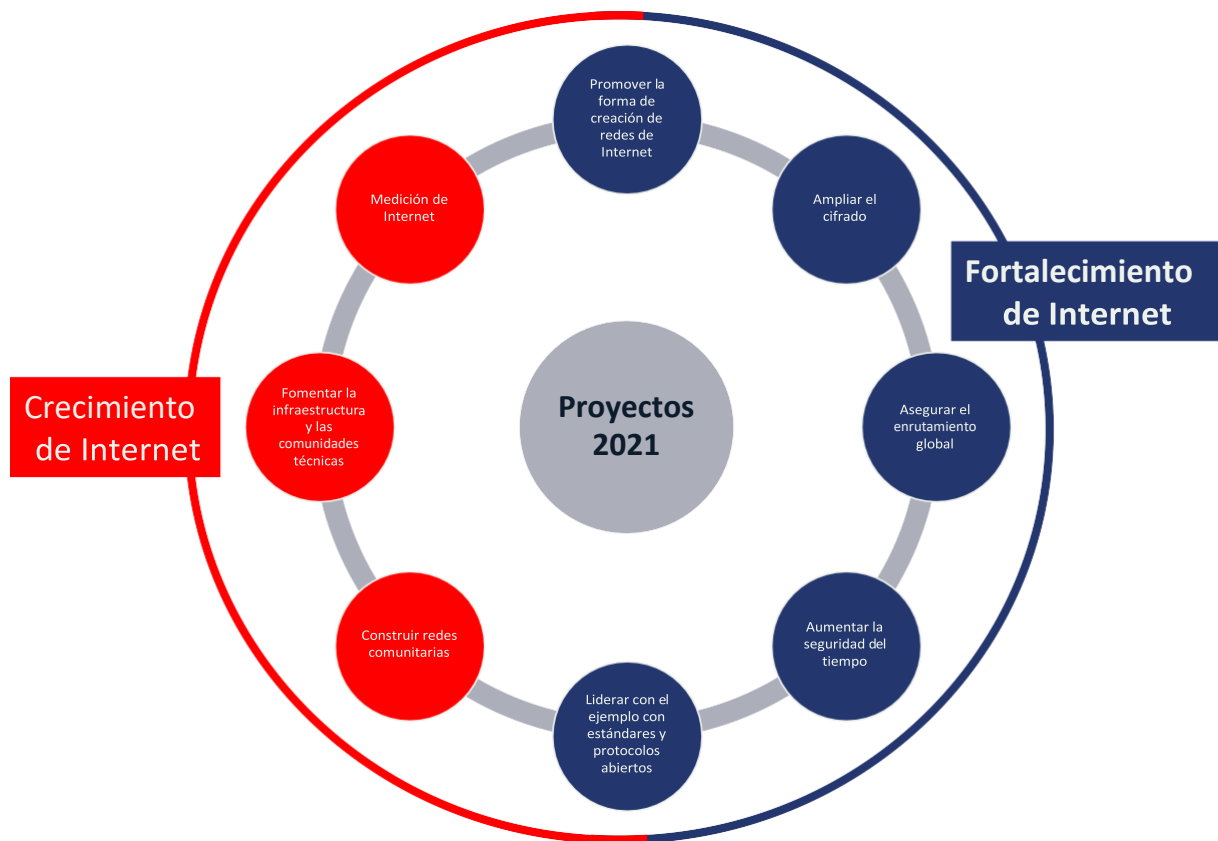 Promover la
forma de
creación de
redes de
Internet
Ampliar el
cifrado
Fortalecimiento
de Internet
Asegurar el
enrutamiento
global
Aumentar la
seguridad del
tiempo
Liderar con el
ejemplo con
estándares y
protocolos
abiertos
Construir redes
comunitarias
Fomentar la
infraestructura
y las
comunidades
técnicas
Crecimiento
de Internet
Medición de
Internet
Proyectos
2021